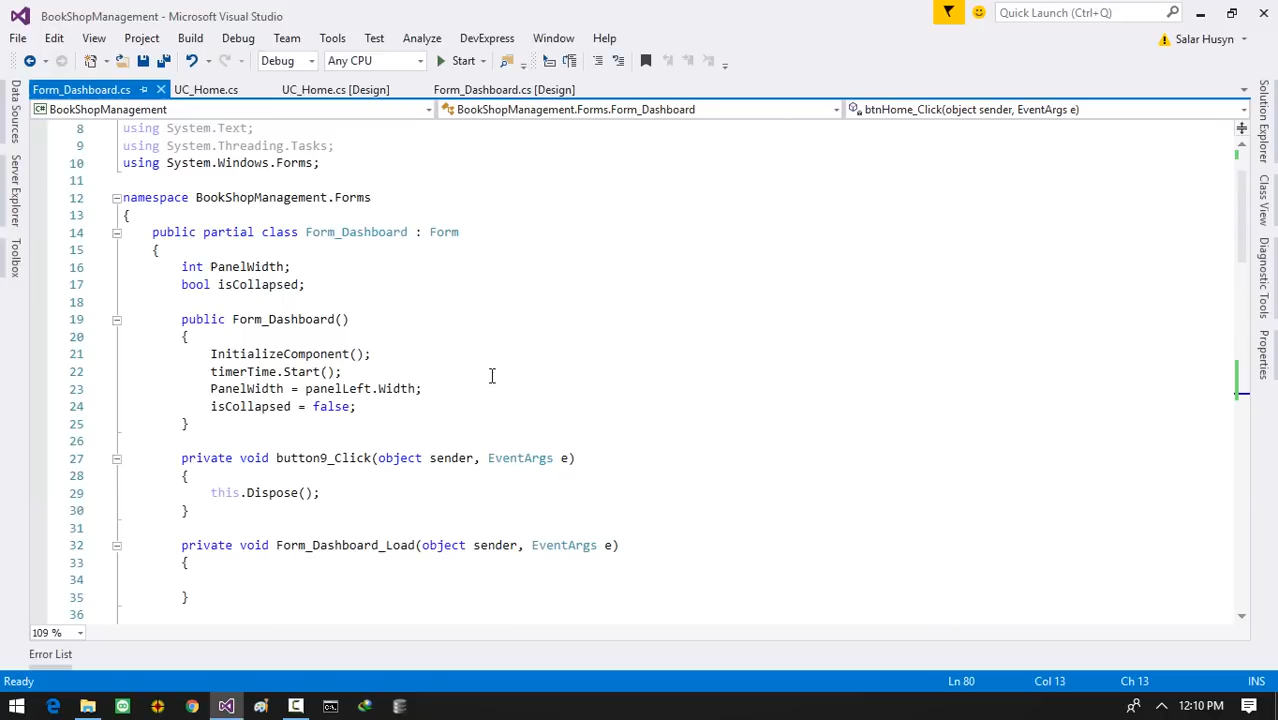 BookShopManagement - Microsoft Visual Studio
Quick Launch (Ctrl+Q)
File Edit View Project Build Debug Team Tools Test Analyze DevExpress Window Help
Salar Husyn
Debug Any CPU Start
Form_Dashboard.cs UC_Home.cs UC_Home.cs [Design] Form_Dashboard.cs [Design]
BookShopManagement BookShopManagement.Forms.Form_Dashboard btnHome_Click(object sender, EventArgs e)
Data Sources
Server Explorer
Toolbox
8 using System.Text;
9 using System.Threading.Tasks;
10 using System.Windows.Forms;
11
12 namespace BookShopManagement.Forms
13 {
14 public partial class Form_Dashboard : Form
15 {
16 int PanelWidth;
17 bool isCollapsed;
18
19 public Form_Dashboard()
20 {
21 InitializeComponent();
22 timerTime.Start();
23 PanelWidth = panelLeft.Width;
24 isCollapsed = false;
25 }
26
27 private void button9_Click(object sender, EventArgs e)
28 {
29 this.Dispose();
30 }
31
32 private void Form_Dashboard_Load(object sender, EventArgs e)
33 {
34
35 }
36
Solution Explorer
Class View
Diagnostic Tools
Properties
109 %
Error List
Ready Ln 80 Col 13 Ch 13 INS
12:10 PM